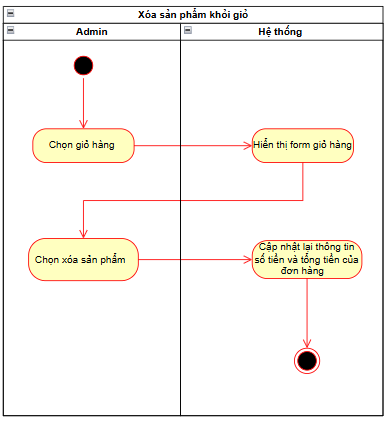 Xóa sản phẩm khỏi giỏ
Admin
Hệ thống
Chọn giỏ hàng
Hiển thị form giỏ hàng
Chọn xóa sản phẩm
Cập nhật lại thông tin
số tiền và tổng tiền của
đơn hàng